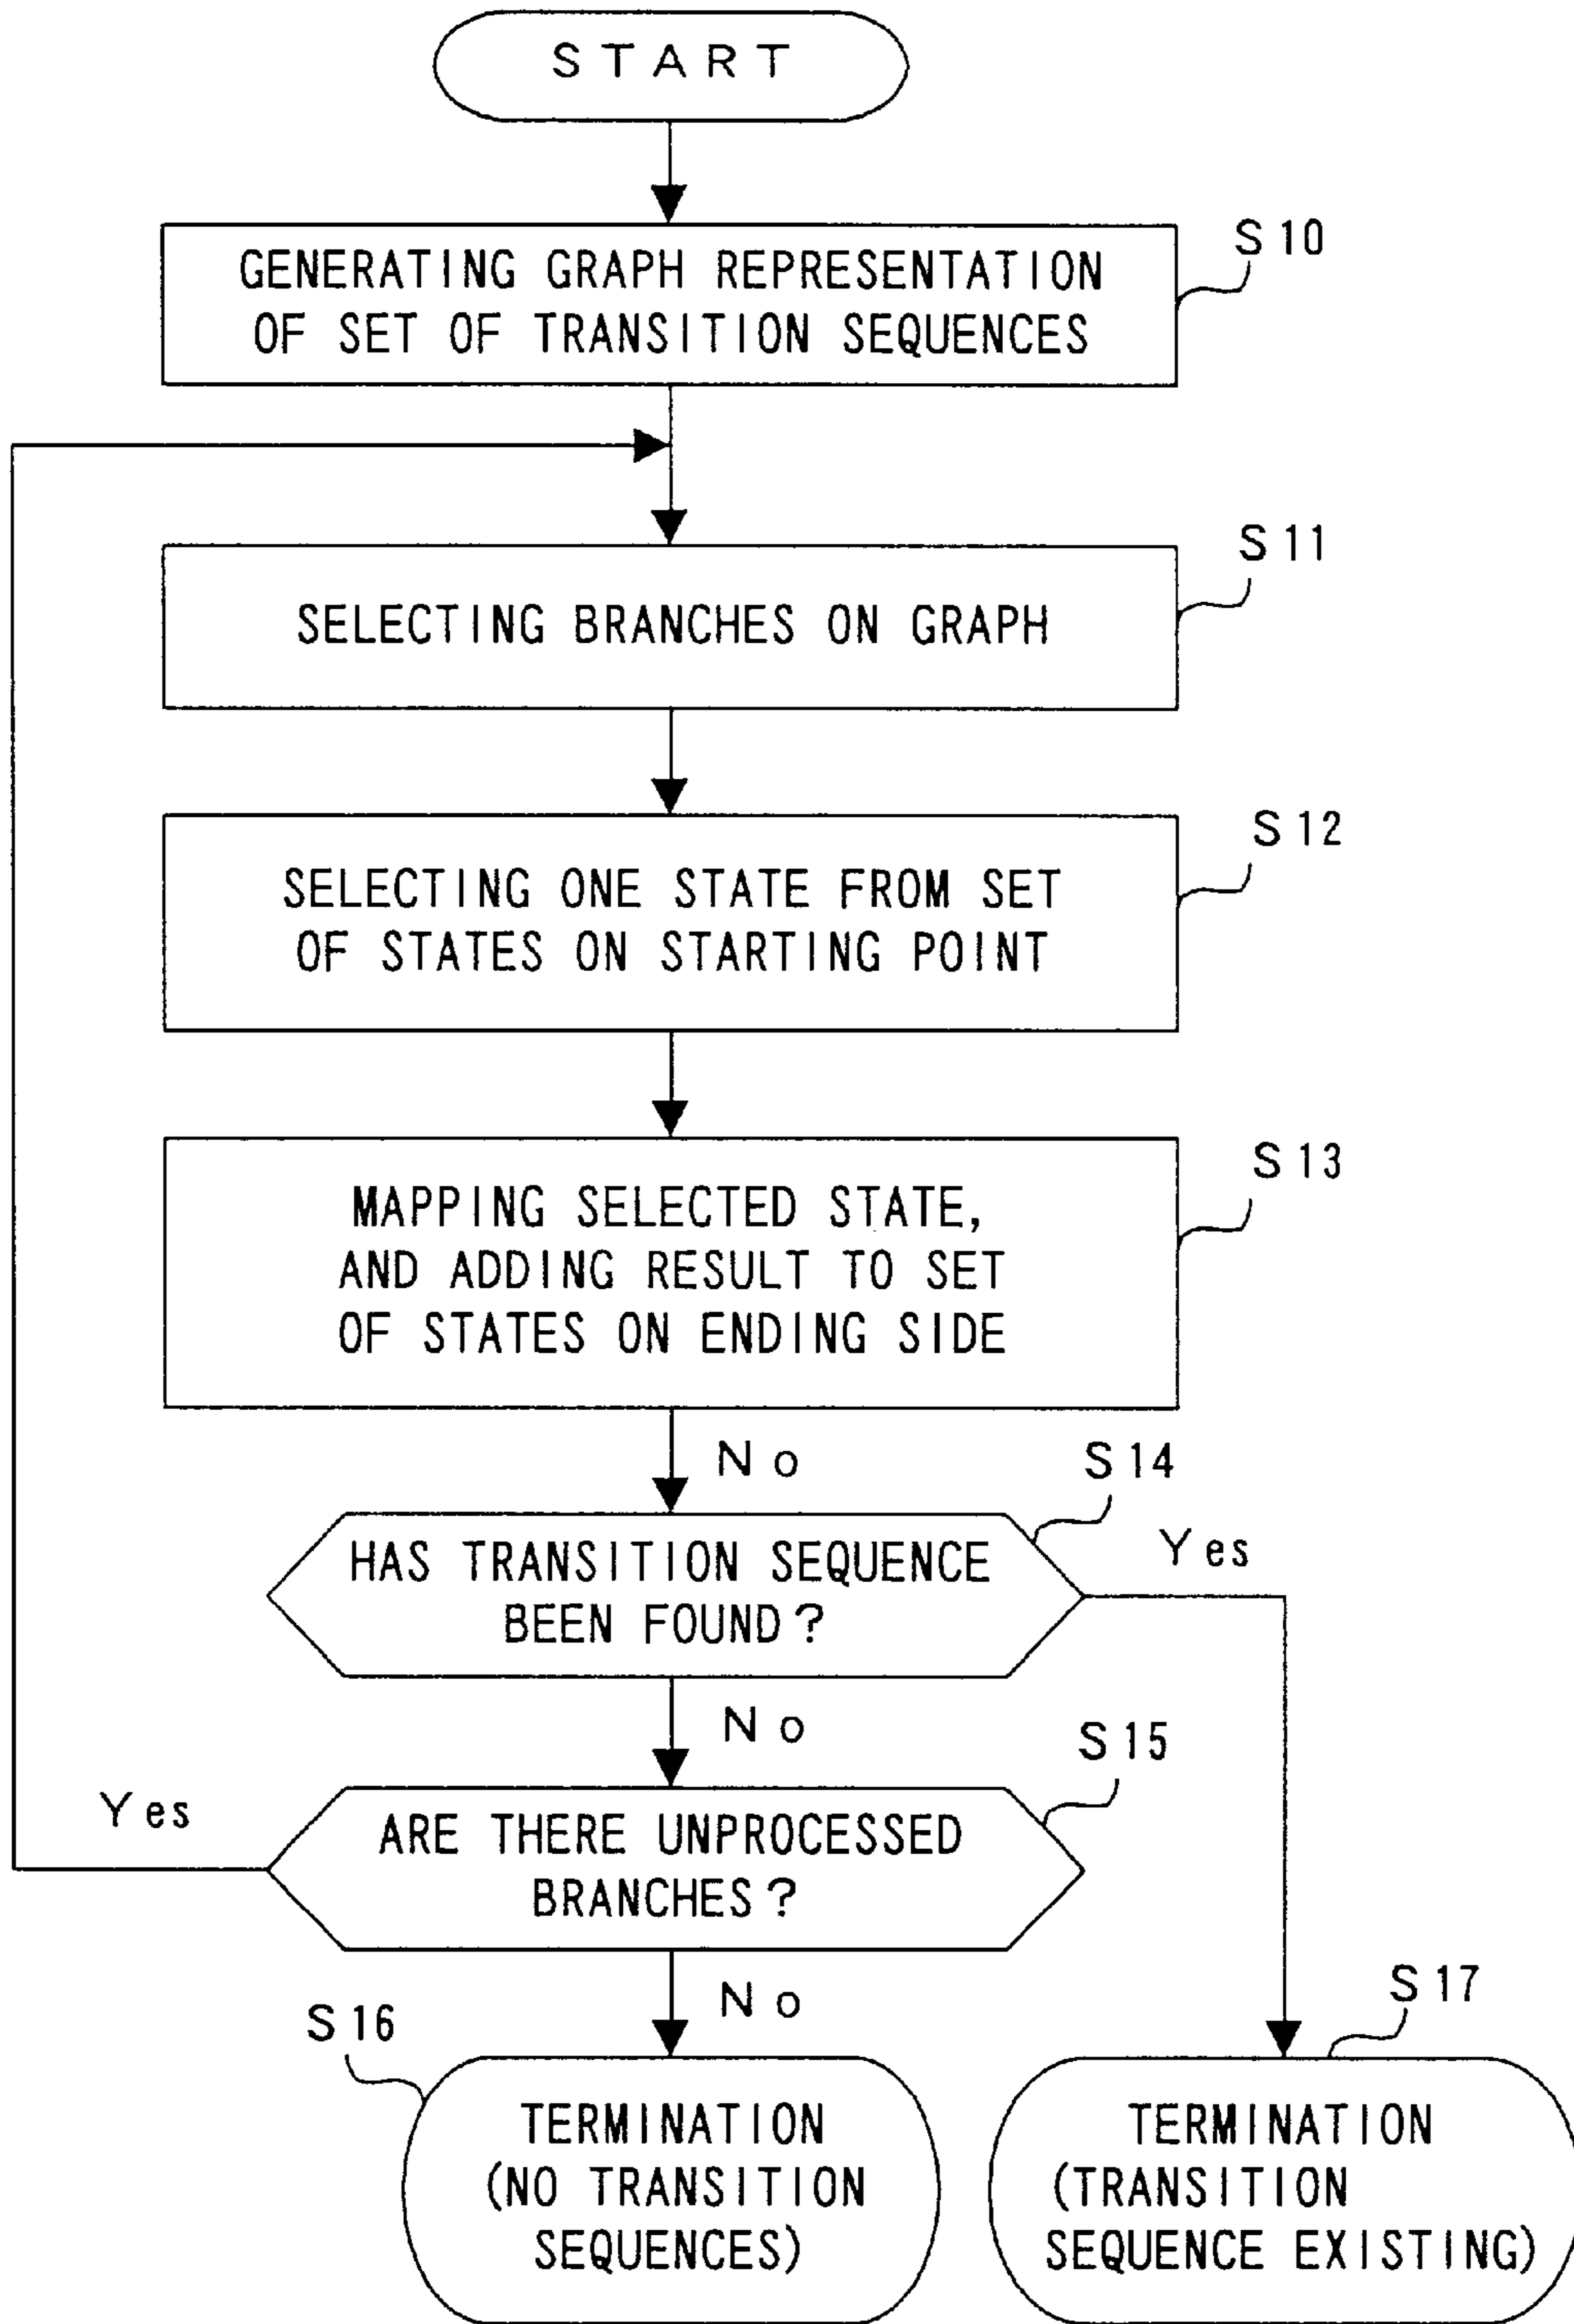 START
S10
GENERATING GRAPH REPRESENTATION
OF SET OF TRANSITION SEQUENCES
S11
SELECTING BRANCHES ON GRAPH
S12
SELECTING ONE STATE FROM SET
OF STATES ON STARTING POINT
S13
MAPPING SELECTED STATE,
AND ADDING RESULT TO SET
OF STATES ON ENDING SIDE
No
S14
HAS TRANSITION SEQUENCE
BEEN FOUND?
Yes
No
S15
Yes
ARE THERE UNPROCESSED
BRANCHES?
No
S16
S17
TERMINATION
(NO TRANSITION
SEQUENCES)
TERMINATION
(TRANSITION
SEQUENCE EXISTING)